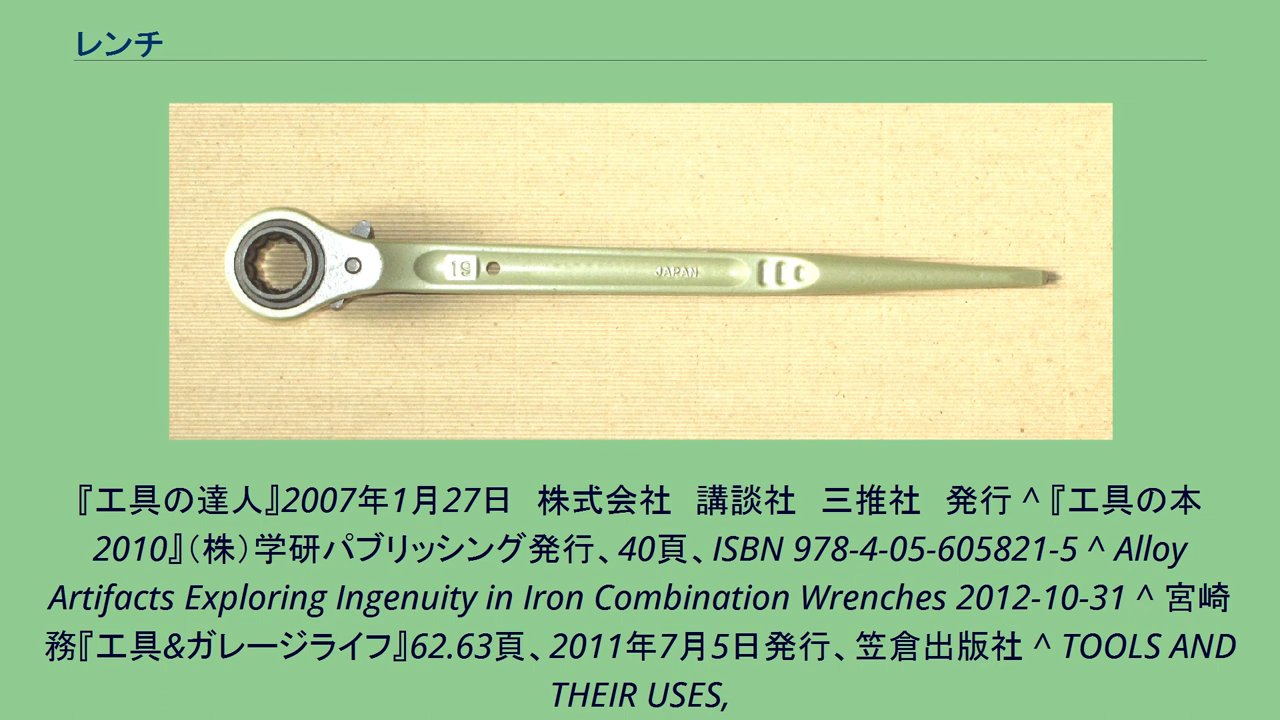 レンチ
19
JAPAN
『工具の達人』2007年1月27日　株式会社　講談社　三推社　発行 ^ 『工具の本
2010』（株）学研パブリッシング発行、40頁、ISBN 978-4-05-605821-5 ^ Alloy
Artifacts Exploring Ingenuity in Iron Combination Wrenches 2012-10-31 ^ 宮崎
務『工具&ガレージライフ』62.63頁、2011年7月5日発行、笠倉出版社 ^ TOOLS AND
THEIR USES,